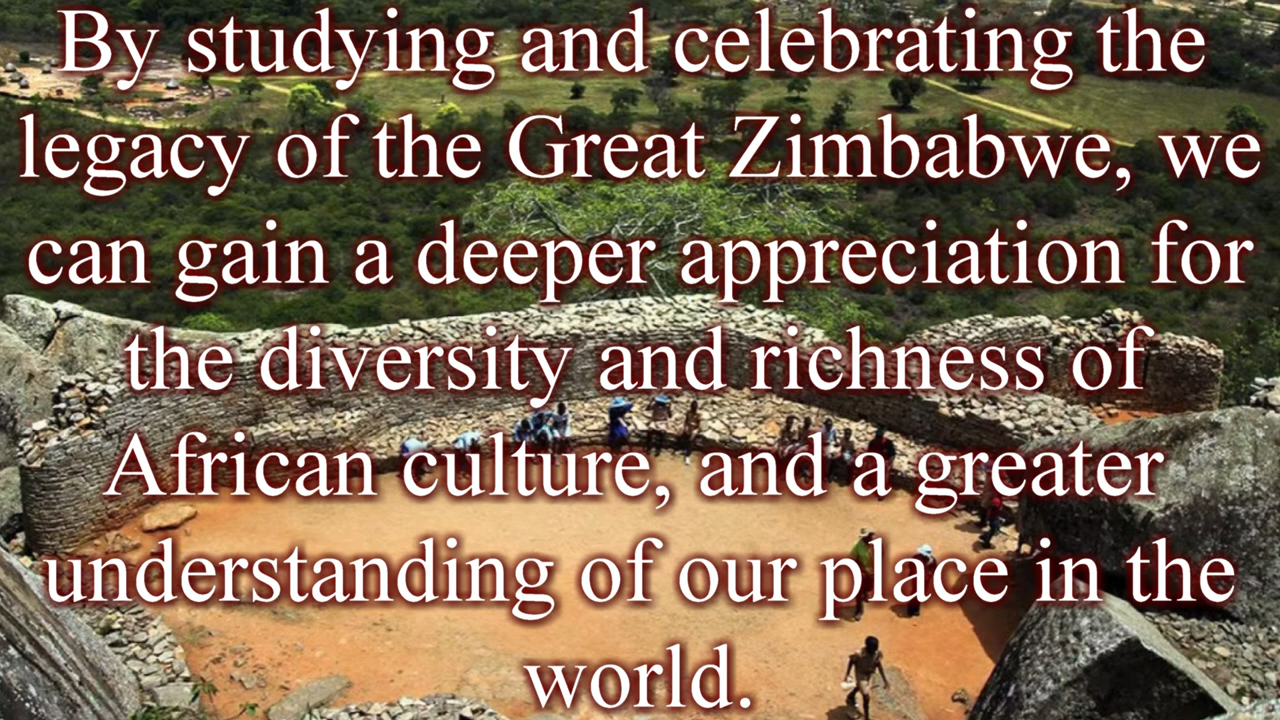 By studying and celebrating the
legacy of the Great Zimbabwe, we
can gain a deeper appreciation for
the diversity and richness of
African culture, and a greater
understanding of our place in the
world.